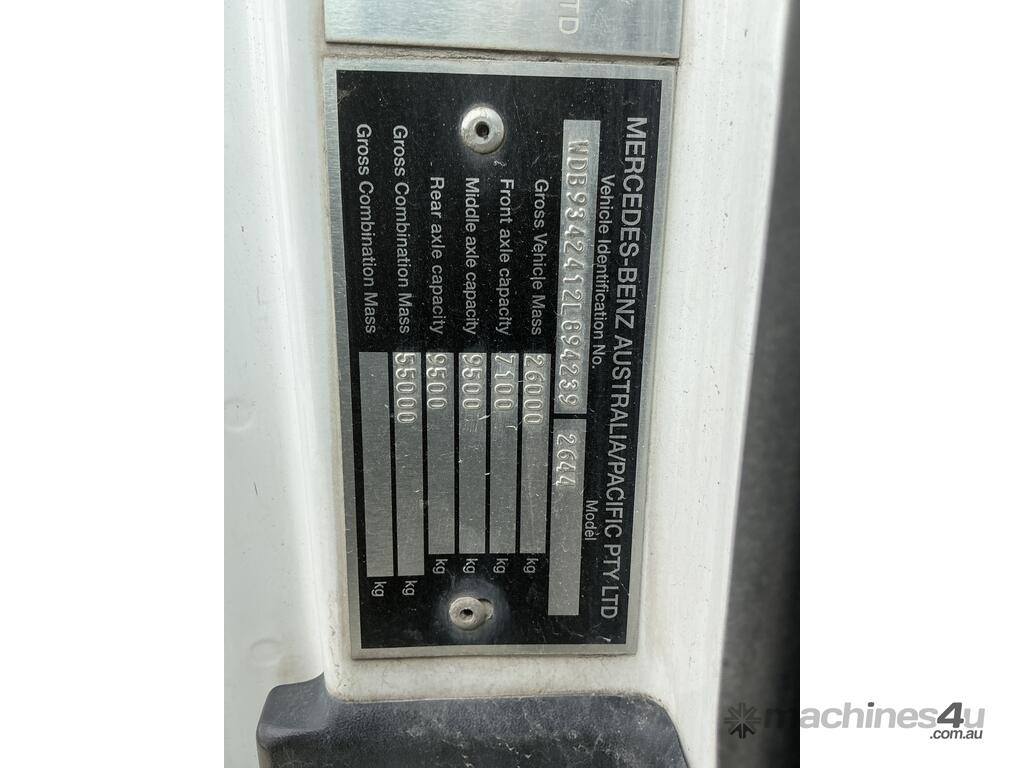 LTD
MERCEDES-BENZ AUSTRALIA/PACIFIC PTY LTD
Vehicle Identification No. Model
WDB9342412L894239 2644
Gross Vehicle Mass 26000 kg
Front axle capacity 7100 kg
Middle axle capacity 9500 kg
Rear axle capacity 9500 kg
Gross Combination Mass 55000 kg
Gross Combination Mass kg
machines4u
.com.au